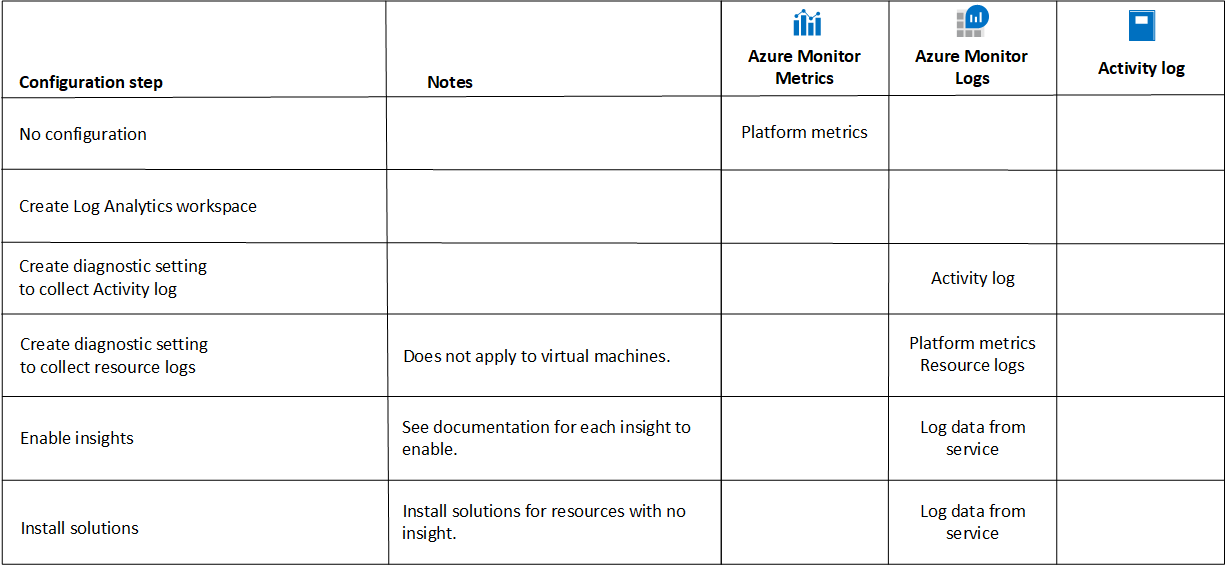 Configuration step
Notes
Azure Monitor
Metrics
Azure Monitor
Logs
Activity log
No configuration
Platform metrics
Create Log Analytics workspace
Create diagnostic setting
to collect Activity log
Activity log
Create diagnostic setting
to collect resource logs
Does not apply to virtual machines.
Platform metrics
Resource logs
Enable insights
See documentation for each insight to
enable.
Log data from
service
Install solutions
Install solutions for resources with no
insight.
Log data from
service